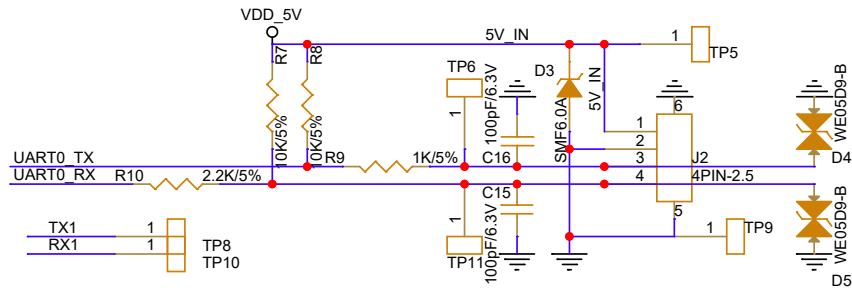 VDD_5V
R7
R8
5V_IN
1
TP5
TP6
D3
100pF/6.3V
5V_IN
6
WE05D9-B
1
10K/5%
10K/5%
SMF6.0A
1
2
UART0_TX
R9
1K/5%
C16
3
J2
D4
UART0_RX
R10
2.2K/5%
C15
4
4PIN-2.5
WE05D9-B
1
100pF/6.3V
5
TX1
1
TP8
1
TP9
RX1
1
TP10
TP11
D5